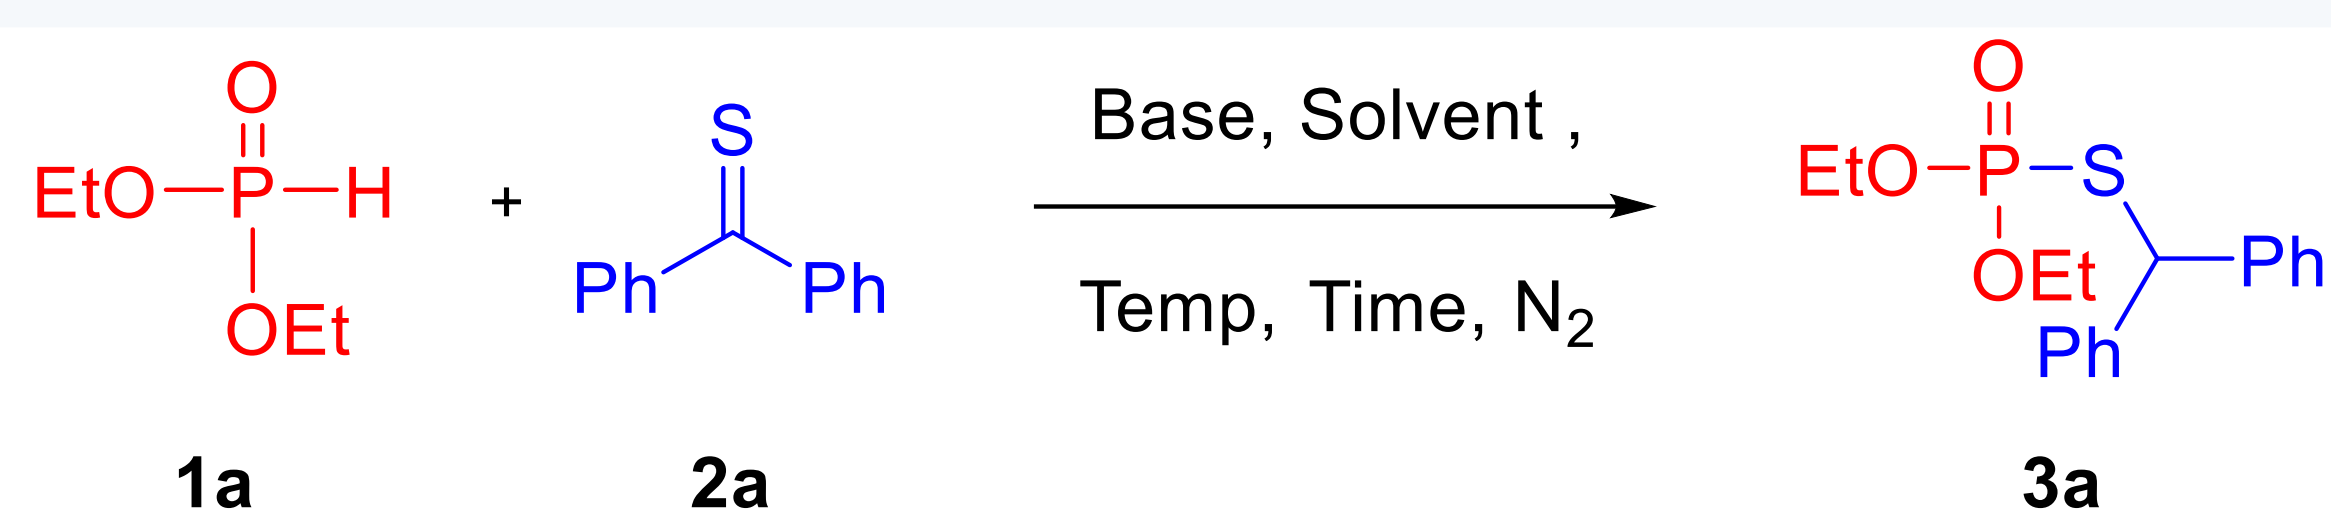 O
EtO P H
OEt
+
S
Ph Ph
Base, Solvent ,
Temp, Time, N2
O
EtO P S
OEt Ph
Ph
1a 2a 3a